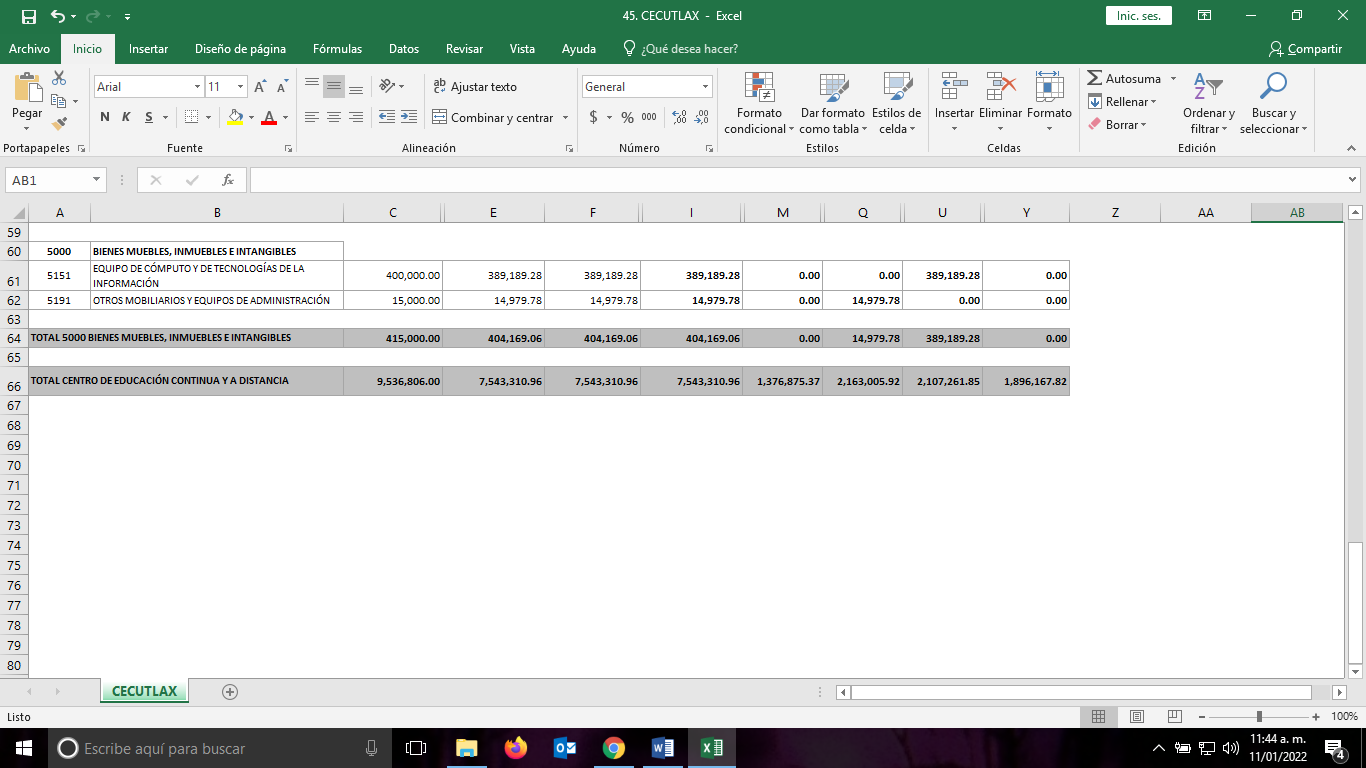 45. CECUTLAX - Excel
Inic. ses.
Archivo Inicio Insertar Diseño de página Fórmulas Datos Revisar Vista Ayuda ¿Qué desea hacer? Compartir
Pegar
Arial 11
N K S
Ajustar texto
Combinar y centrar
General
$ % 000
Formato condicional
Dar formato como tabla
Estilos de celda
Insertar Eliminar Formato
Autosuma
Rellenar
Borrar
Ordenar y filtrar
Buscar y seleccionar
Portapapeles Fuente Alineación Número Estilos Celdas Edición
AB1 fx
A B C E F I M Q U Y Z AA AB
59
60 5000 BIENES MUEBLES, INMUEBLES E INTANGIBLES
61 5151 EQUIPO DE CÓMPUTO Y DE TECNOLOGÍAS DE LA INFORMACIÓN 400,000.00 389,189.28 389,189.28 389,189.28 0.00 0.00 389,189.28 0.00
62 5191 OTROS MOBILIARIOS Y EQUIPOS DE ADMINISTRACIÓN 15,000.00 14,979.78 14,979.78 14,979.78 0.00 14,979.78 0.00 0.00
63
64 TOTAL 5000 BIENES MUEBLES, INMUEBLES E INTANGIBLES 415,000.00 404,169.06 404,169.06 404,169.06 0.00 14,979.78 389,189.28 0.00
65
66 TOTAL CENTRO DE EDUCACIÓN CONTINUA Y A DISTANCIA 9,536,806.00 7,543,310.96 7,543,310.96 7,543,310.96 1,376,875.37 2,163,005.92 2,107,261.85 1,896,167.82
67
68
69
70
71
72
73
74
75
76
77
78
79
80
CECUTLAX
Listo 100%
Escribe aquí para buscar
11:44 a. m.
11/01/2022
4